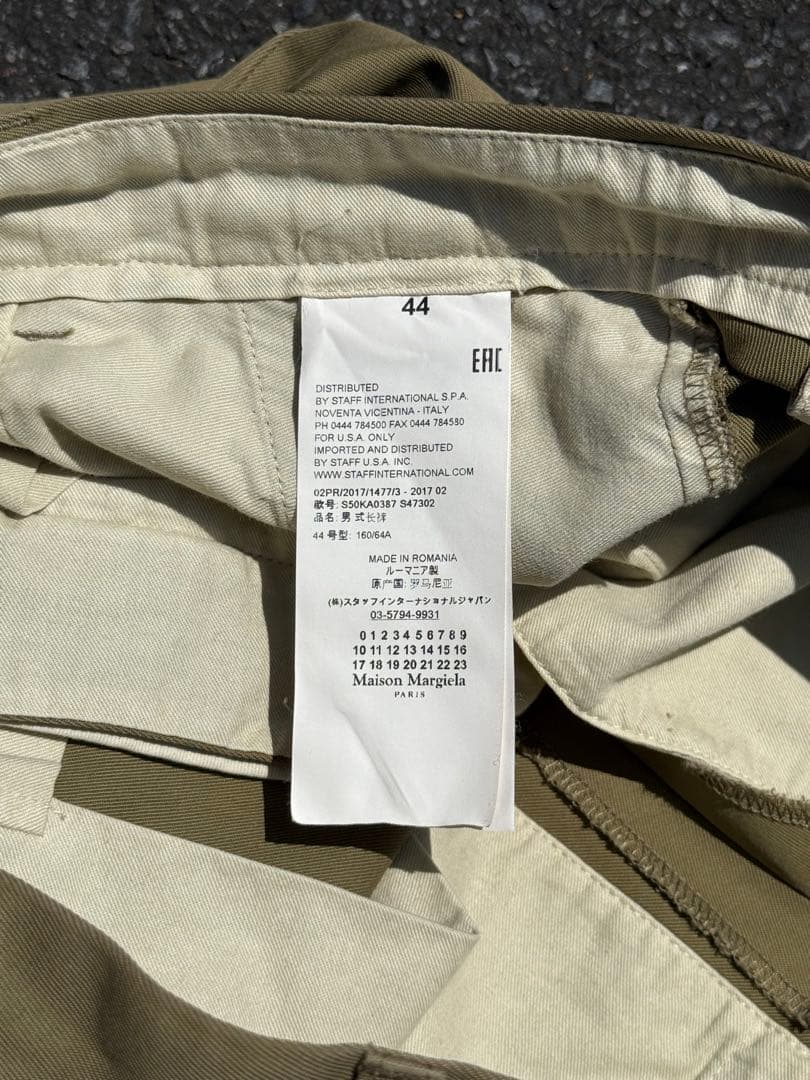 44
EAC
DISTRIBUTED
BY STAFF INTERNATIONAL S.P.A.
NOVENTA VICENTINA - ITALY
PH 0444 784500 FAX 0444 784580
FOR U.S.A. ONLY
IMPORTED AND DISTRIBUTED
BY STAFF U.S.A. INC.
WWW.STAFFINTERNATIONAL.COM
02PR/2017/1477/3 - 2017 02
款号: S50KA0387 S47302
品名: 男式长裤
44 号型: 160/64A
MADE IN ROMANIA
ルーマニア製
原产国: 罗马尼亚
(株)スタッフインターナショナルジャパン
03-5794-9931
0 1 2 3 4 5 6 7 8 9
10 11 12 13 14 15 16
17 18 19 20 21 22 23
Maison Margiela
PARIS